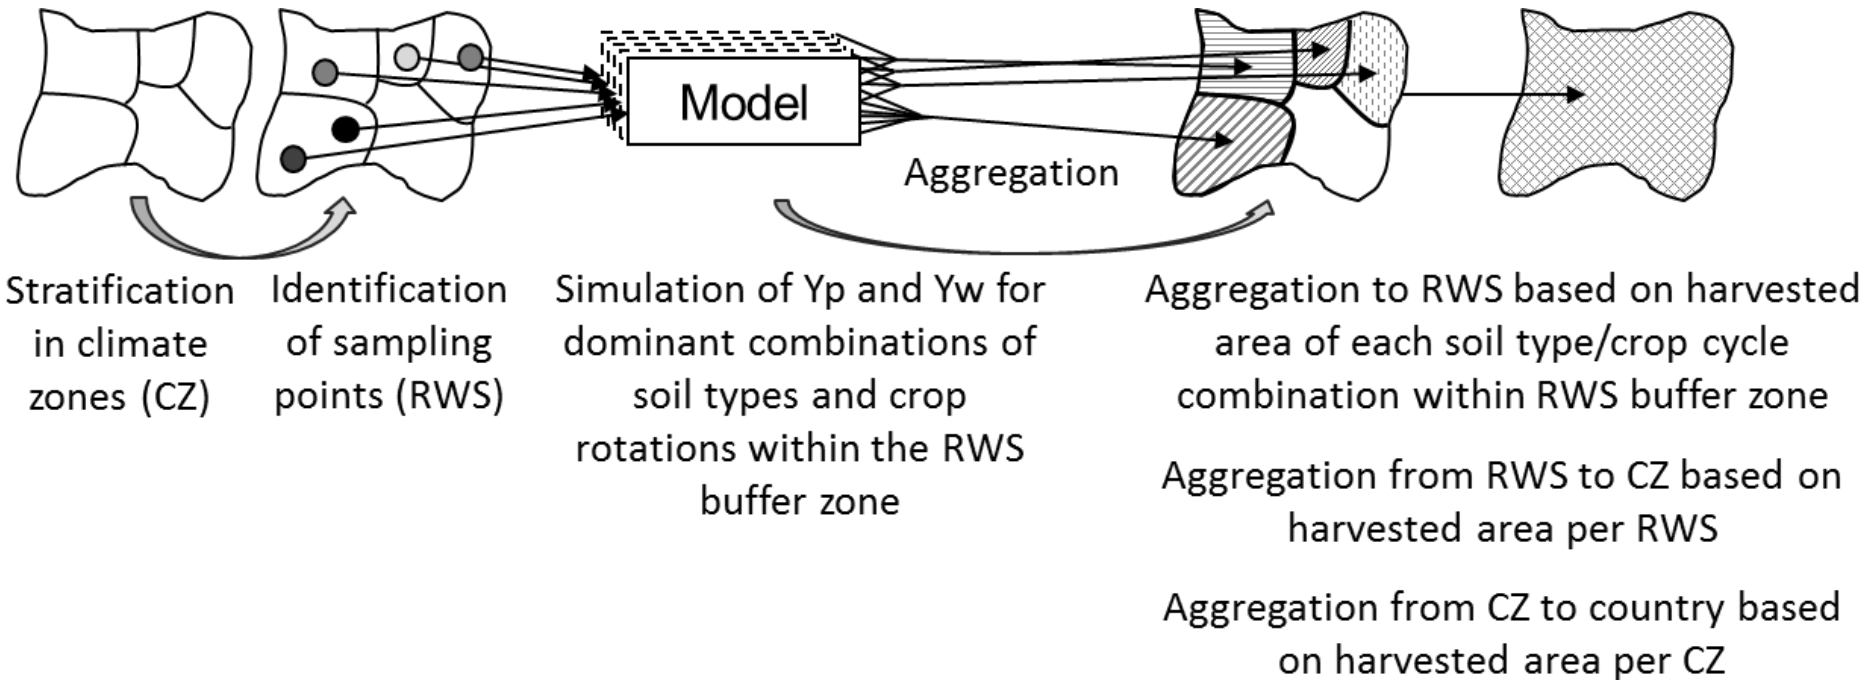 Model
Aggregation
Stratification
in climate
zones (CZ)
Identification
of sampling
points (RWS)
Simulation of Yp and Yw for
dominant combinations of
soil types and crop
rotations within the RWS
buffer zone
Aggregation to RWS based on harvested
area of each soil type/crop cycle
combination within RWS buffer zone
Aggregation from RWS to CZ based on
harvested area per RWS
Aggregation from CZ to country based
on harvested area per CZ